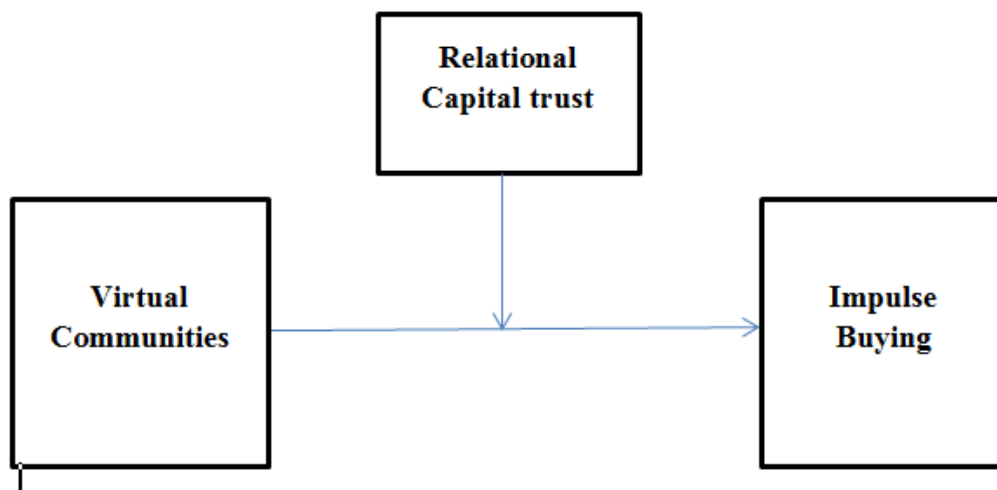 Relational
Capital trust
Virtual
Communities
Impulse
Buying